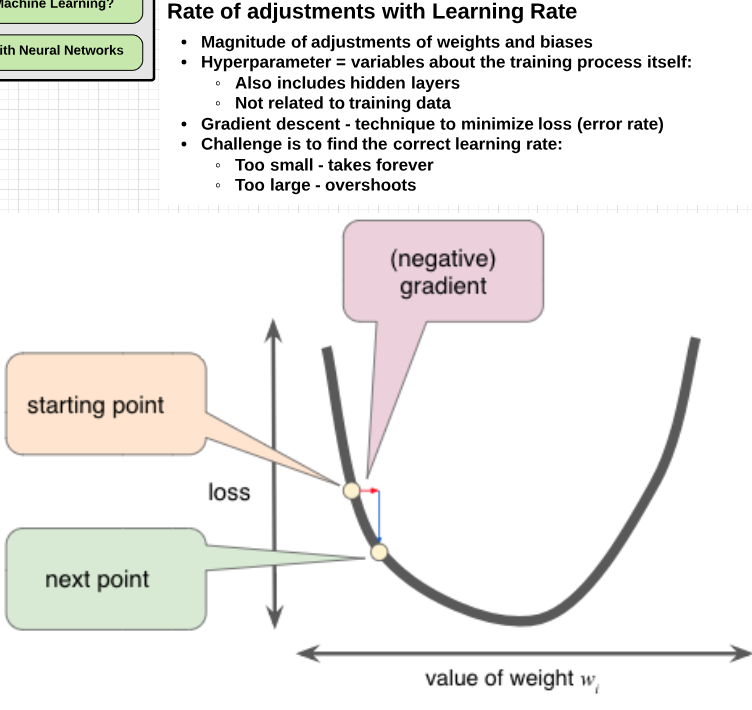 Machine Learning?
ith Neural Networks
Rate of adjustments with Learning Rate
• Magnitude of adjustments of weights and biases
• Hyperparameter = variables about the training process itself:
◦ Also includes hidden layers
◦ Not related to training data
• Gradient descent - technique to minimize loss (error rate)
• Challenge is to find the correct learning rate:
◦ Too small - takes forever
◦ Too large - overshoots
(negative)
gradient
starting point
loss
next point
value of weight wᵢ